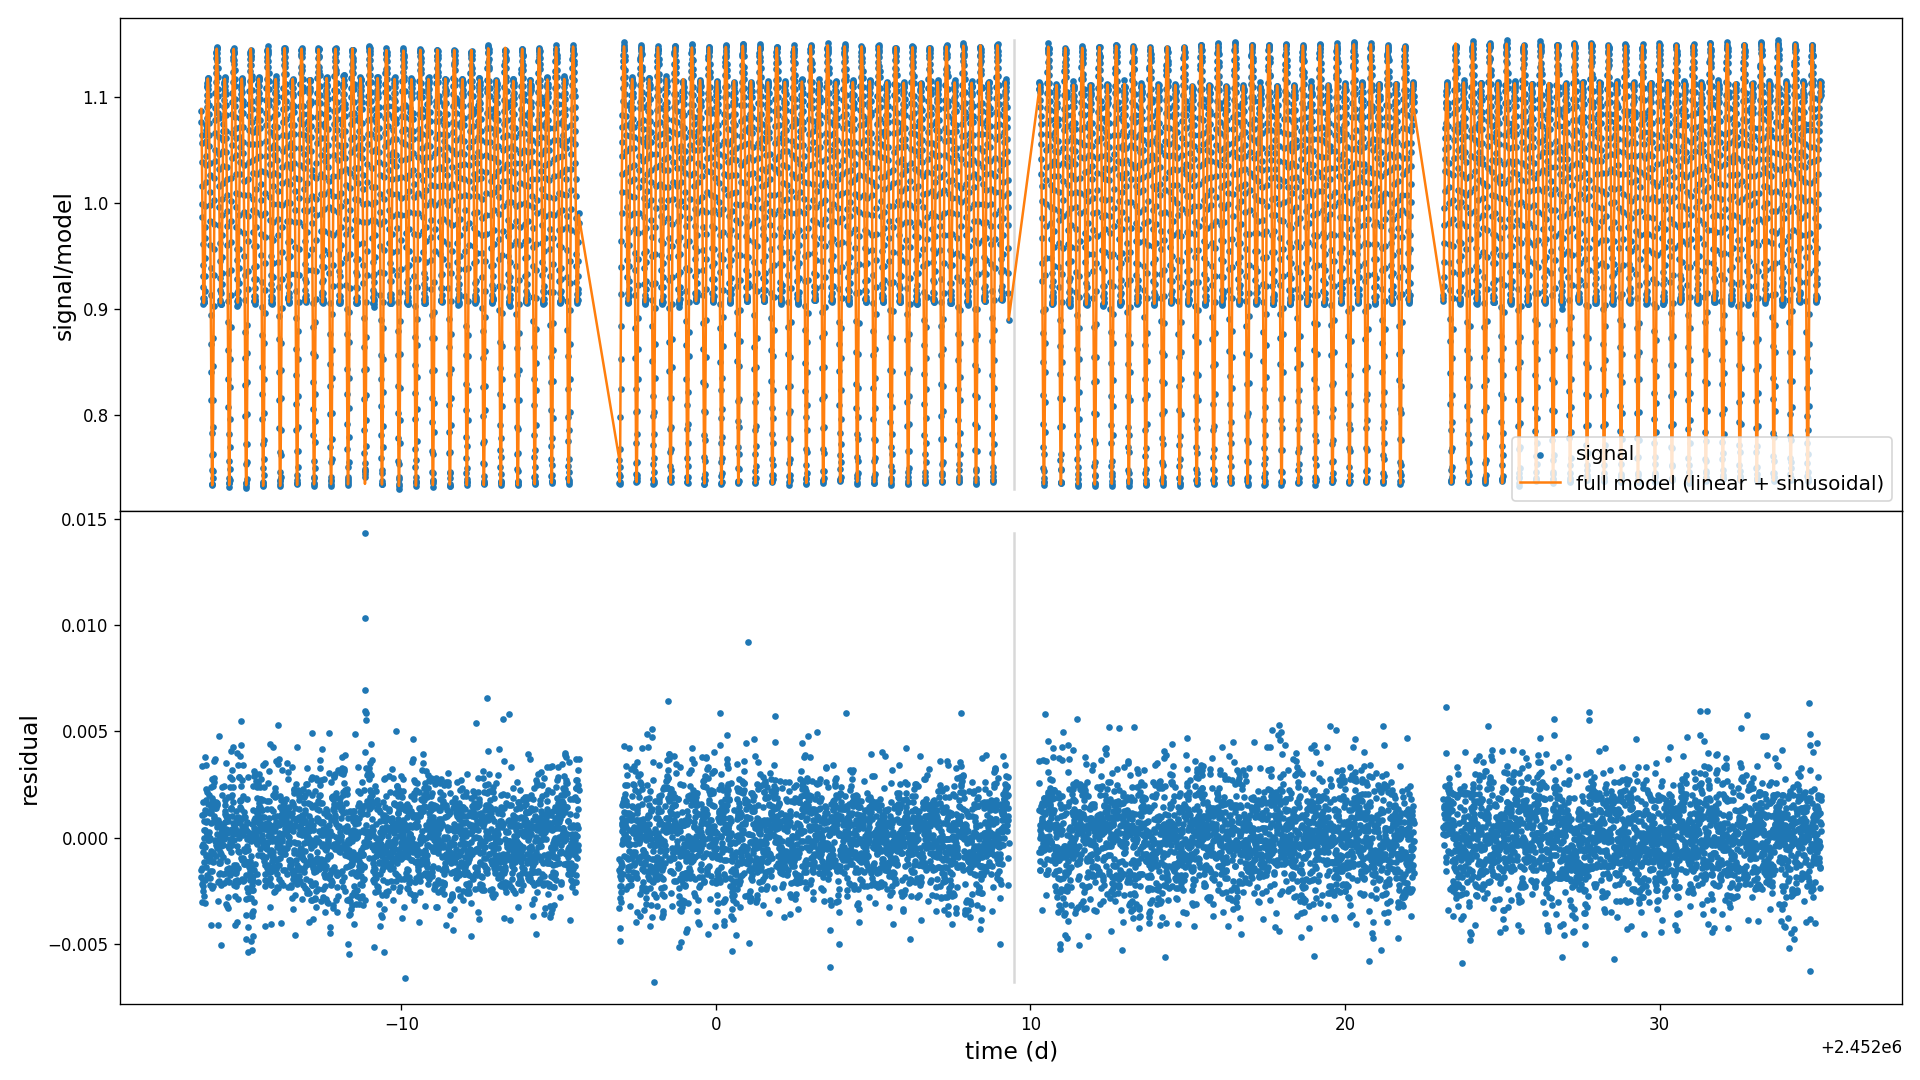 signal/model
1.1
1.0
0.9
0.8
signal
full model (linear + sinusoidal)
residual
0.015
0.010
0.005
0.000
−0.005
−10
0
10
20
30
time (d)
+2.452e6